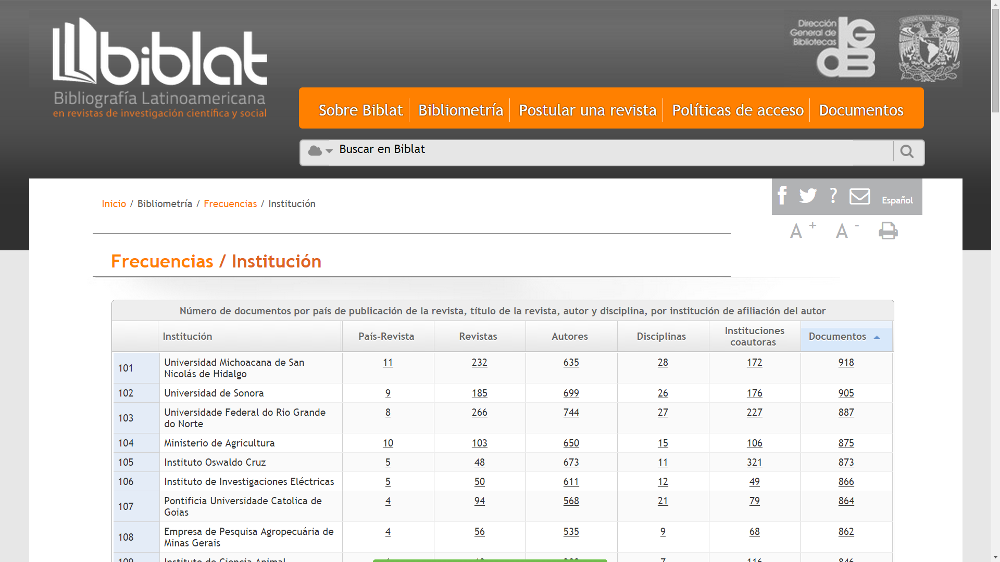 biblat
Bibliografía Latinoamericana
en revistas de investigación científica y social
Dirección
General de
Bibliotecas
Sobre Biblat
Bibliometría
Postular una revista
Políticas de acceso
Documentos
Buscar en Biblat
Inicio / Bibliometría / Frecuencias / Institución
Español
A +
A -
Frecuencias / Institución
Número de documentos por país de publicación de la revista, título de la revista, autor y disciplina, por institución de afiliación del autor
Institución País-Revista Revistas Autores Disciplinas Instituciones coautoras Documentos
101 Universidad Michoacana de San Nicolás de Hidalgo 11 232 635 28 172 918
102 Universidad de Sonora 9 185 699 26 176 905
103 Universidade Federal do Rio Grande do Norte 8 266 744 27 227 887
104 Ministerio de Agricultura 10 103 650 15 106 875
105 Instituto Oswaldo Cruz 5 48 673 11 321 873
106 Instituto de Investigaciones Eléctricas 5 50 611 12 49 866
107 Pontificia Universidade Catolica de Goias 4 94 568 21 79 864
108 Empresa de Pesquisa Agropecuária de Minas Gerais 4 56 535 9 68 862
109 Instituto de Ciencia Animal 7 116 846